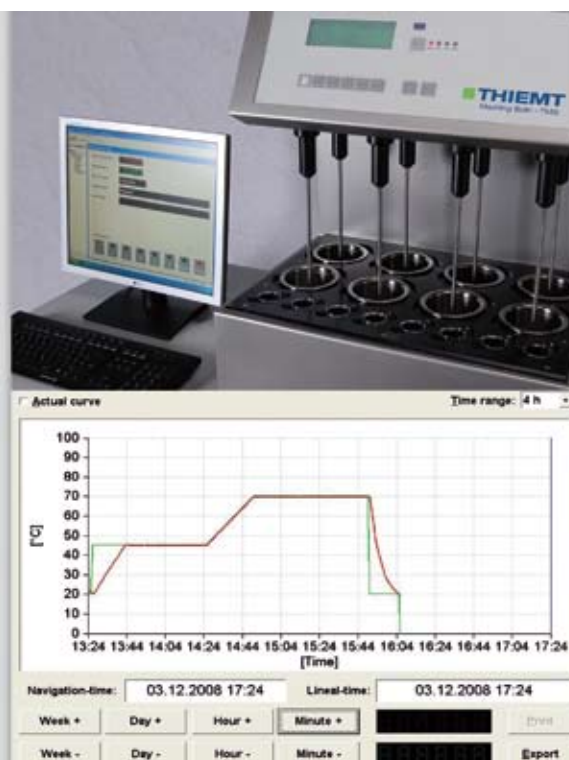 THIEMT
Mashing Bath - TMB
Actual curve
Time range: 4 h
100
90
80
70
60
50
40
30
20
10
0
[°C]
13:24 13:44 14:04 14:24 14:44 15:04 15:24 15:44 16:04 16:24 16:44 17:04 17:24
[Time]
Navigation-time: 03.12.2008 17:24 Lineal-time: 03.12.2008 17:24
Week + Day + Hour + Minute + Print
Week - Day - Hour - Minute - Export